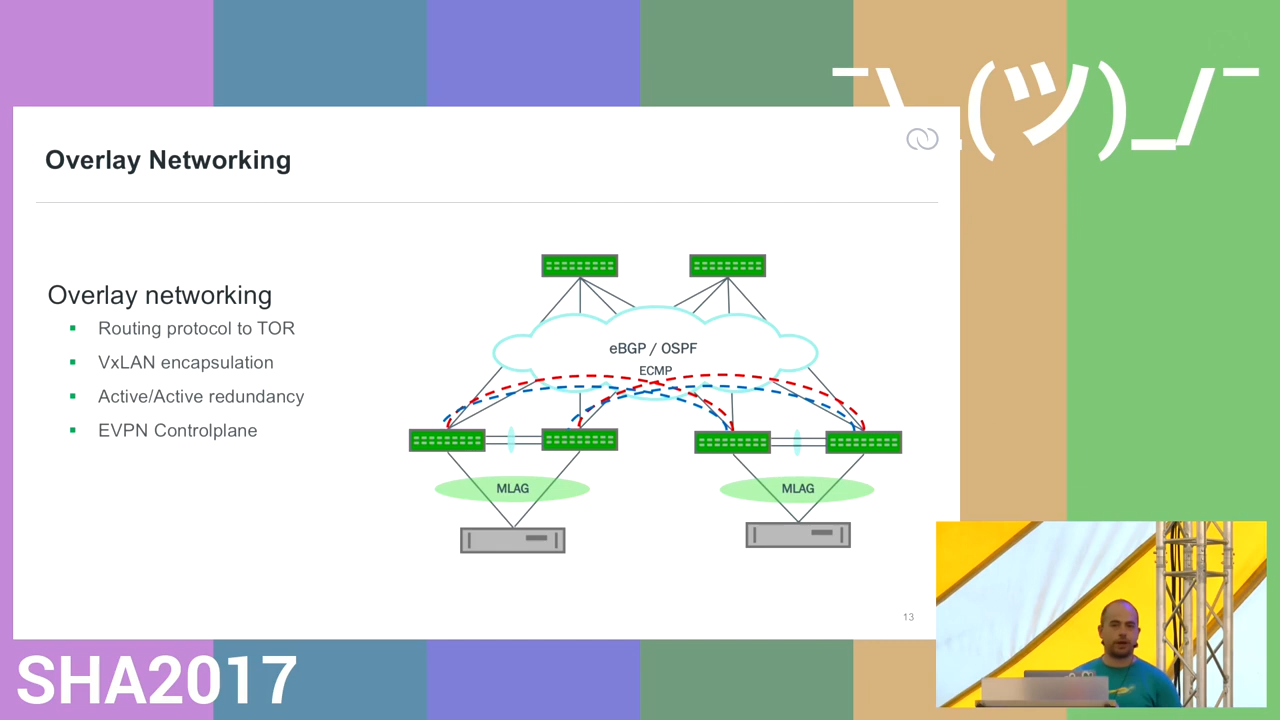 ¯\_(ツ)_/¯
Overlay Networking
Overlay networking
Routing protocol to TOR
VxLAN encapsulation
Active/Active redundancy
EVPN Controlplane
eBGP / OSPF
ECMP
MLAG
MLAG
13
SHA2017